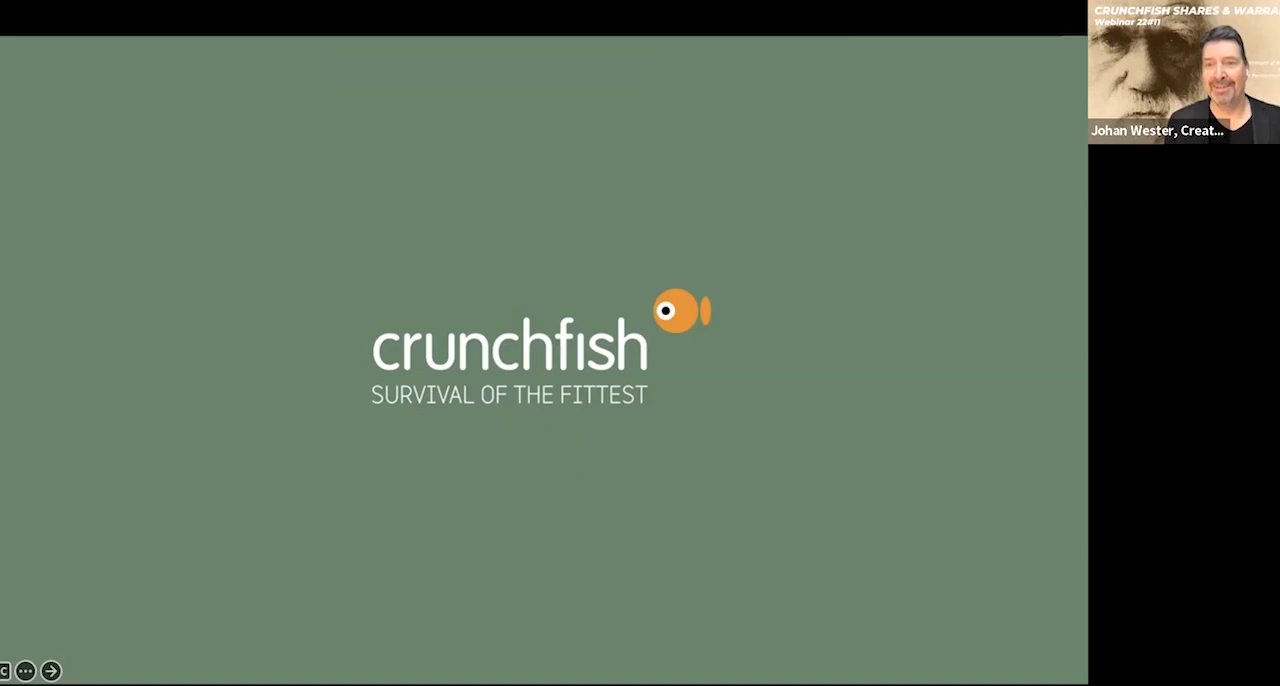 crunchfish
SURVIVAL OF THE FITTEST
CRUNCHFISH SHARES & WARRA
Webinar 22#11
Johan Wester, Creat...